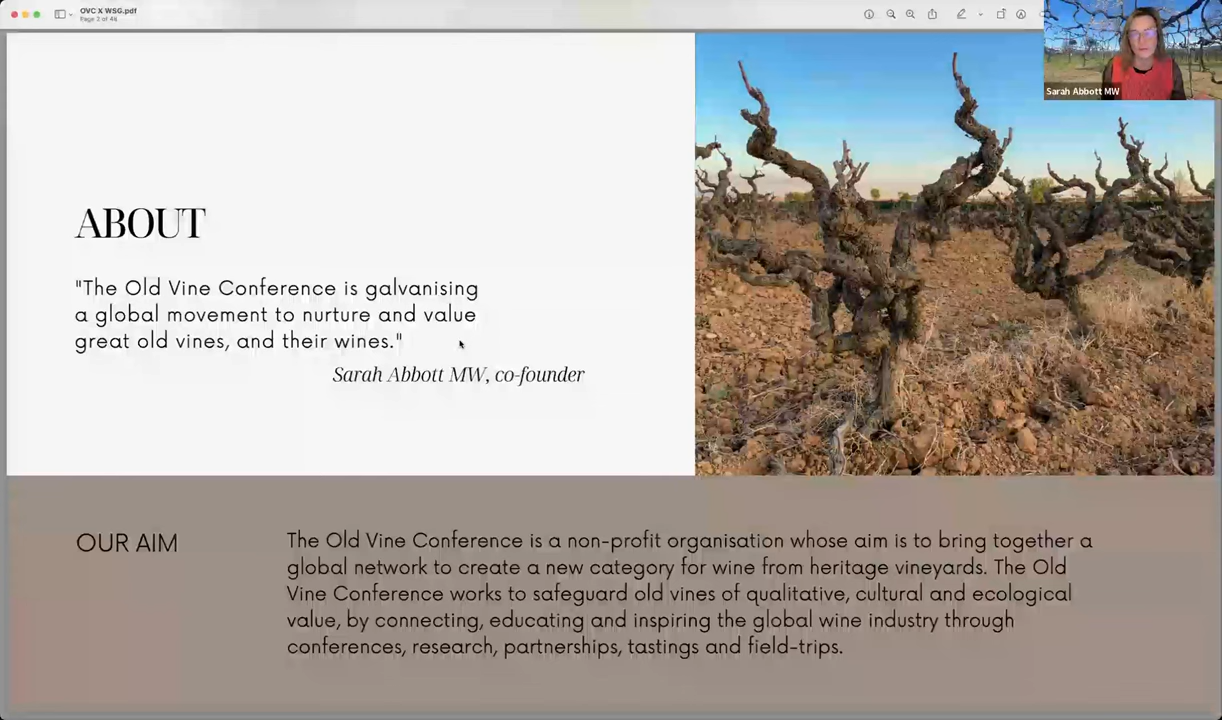 OVC X WSG.pdf
Page 2 of 46
Sarah Abbott MW
ABOUT
"The Old Vine Conference is galvanising
a global movement to nurture and value
great old vines, and their wines."
Sarah Abbott MW, co-founder
OUR AIM
The Old Vine Conference is a non-profit organisation whose aim is to bring together a
global network to create a new category for wine from heritage vineyards. The Old
Vine Conference works to safeguard old vines of qualitative, cultural and ecological
value, by connecting, educating and inspiring the global wine industry through
conferences, research, partnerships, tastings and field-trips.